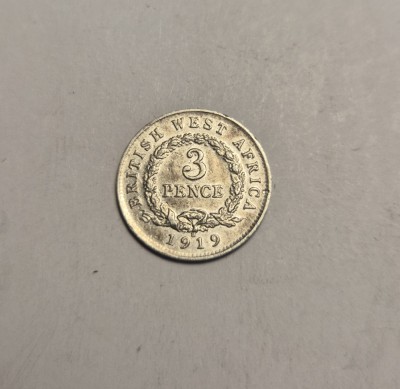 BRITISH WEST AFRICA
3
PENCE
1919